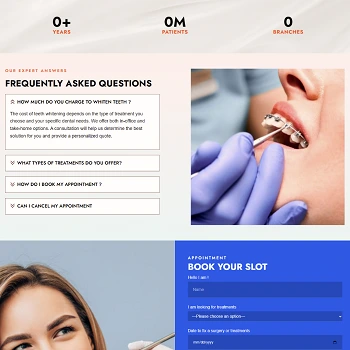 0+
YEARS
0M
PATIENTS
0
BRANCHES
OUR EXPERT ANSWERS
FREQUENTLY ASKED QUESTIONS
HOW MUCH DO YOU CHARGE TO WHITEN TEETH ?
The cost of teeth whitening depends on the type of treatment you
choose and your specific dental needs. We offer both in-office and
take-home options. A consultation will help us determine the best
solution for you and provide a personalized quote.
WHAT TYPES OF TREATMENTS DO YOU OFFER?
HOW DO I BOOK MY APPOINTMENT ?
CAN I CANCEL MY APPOINTMENT
APPOINTMENT
BOOK YOUR SLOT
Hello I am !!
Name
I am looking for treatments
---Please choose an option---
Date to fix a surgery or treatments
mm/dd/yyyy